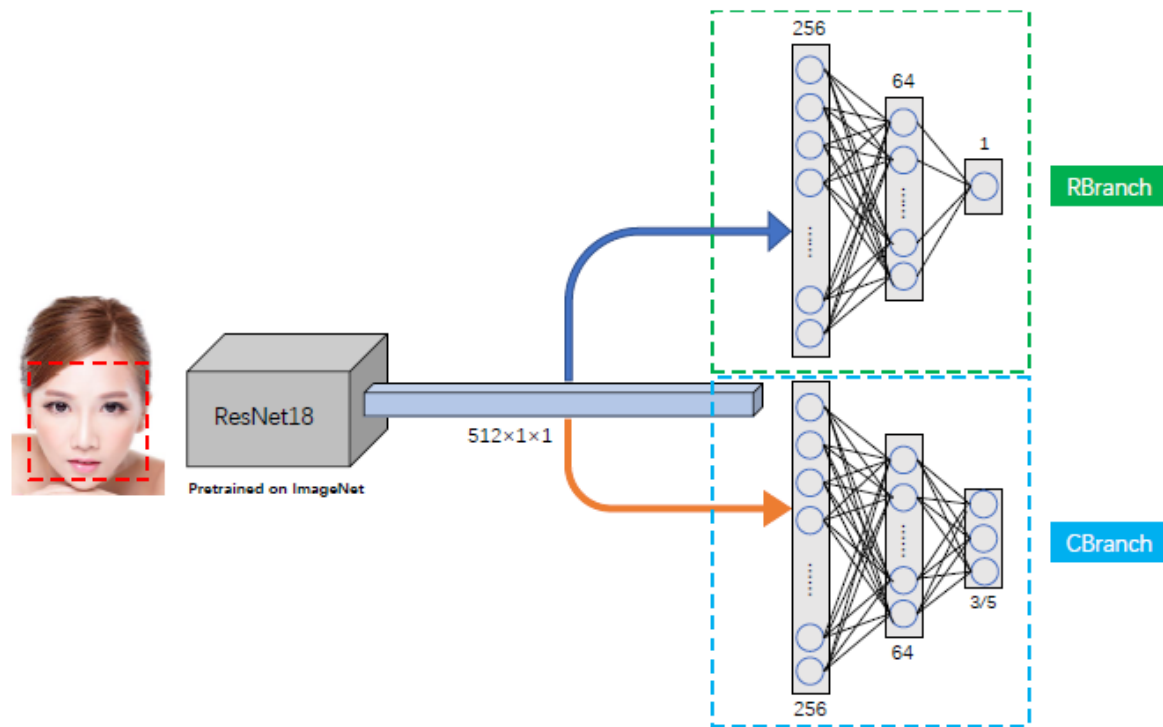 256
64
1
RBranch
ResNet18
512×1×1
Pretrained on ImageNet
CBranch
3/5
64
256